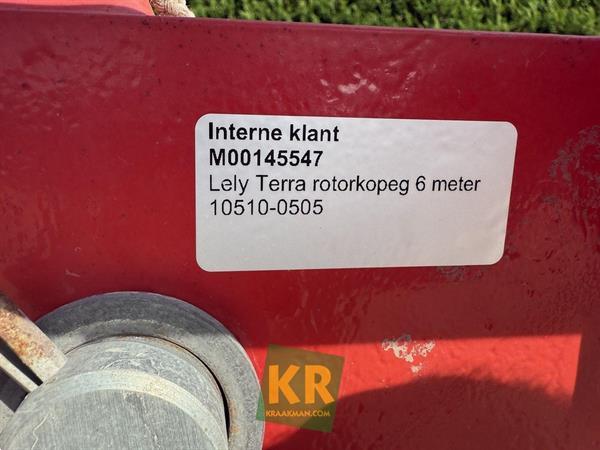 Interne klant
M00145547
Lely Terra rotorkopeg 6 meter
10510-0505
KR
KRAAKMAN.COM